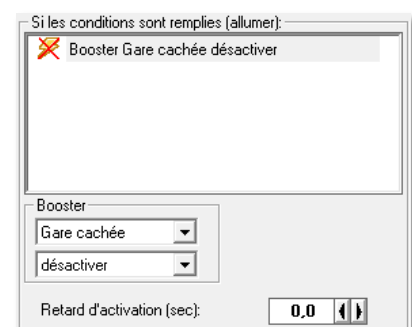 Si les conditions sont remplies (allumer):
Booster Gare cachée désactiver
Booster
Gare cachée
désactiver
Retard d'activation (sec):
0,0